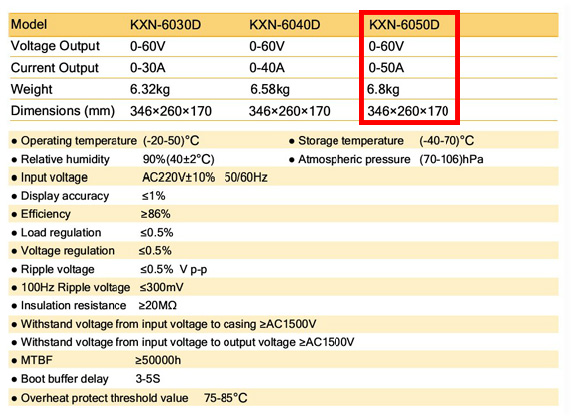 Model KXN-6030D KXN-6040D KXN-6050D
Voltage Output 0-60V 0-60V 0-60V
Current Output 0-30A 0-40A 0-50A
Weight 6.32kg 6.58kg 6.8kg
Dimensions (mm) 346×260×170 346×260×170 346×260×170
● Operating temperature (-20-50)°C ● Storage temperature (-40-70)°C
● Relative humidity 90%(40±2°C) ● Atmospheric pressure (70-106)hPa
● Input voltage AC220V±10% 50/60Hz
● Display accuracy ≤1%
● Efficiency ≥86%
● Load regulation ≤0.5%
● Voltage regulation ≤0.5%
● Ripple voltage ≤0.5% V p-p
● 100Hz Ripple voltage ≤300mV
● Insulation resistance ≥20MΩ
● Withstand voltage from input voltage to casing ≥AC1500V
● Withstand voltage from input voltage to output voltage ≥AC1500V
● MTBF ≥50000h
● Boot buffer delay 3-5S
● Overheat protect threshold value 75-85°C